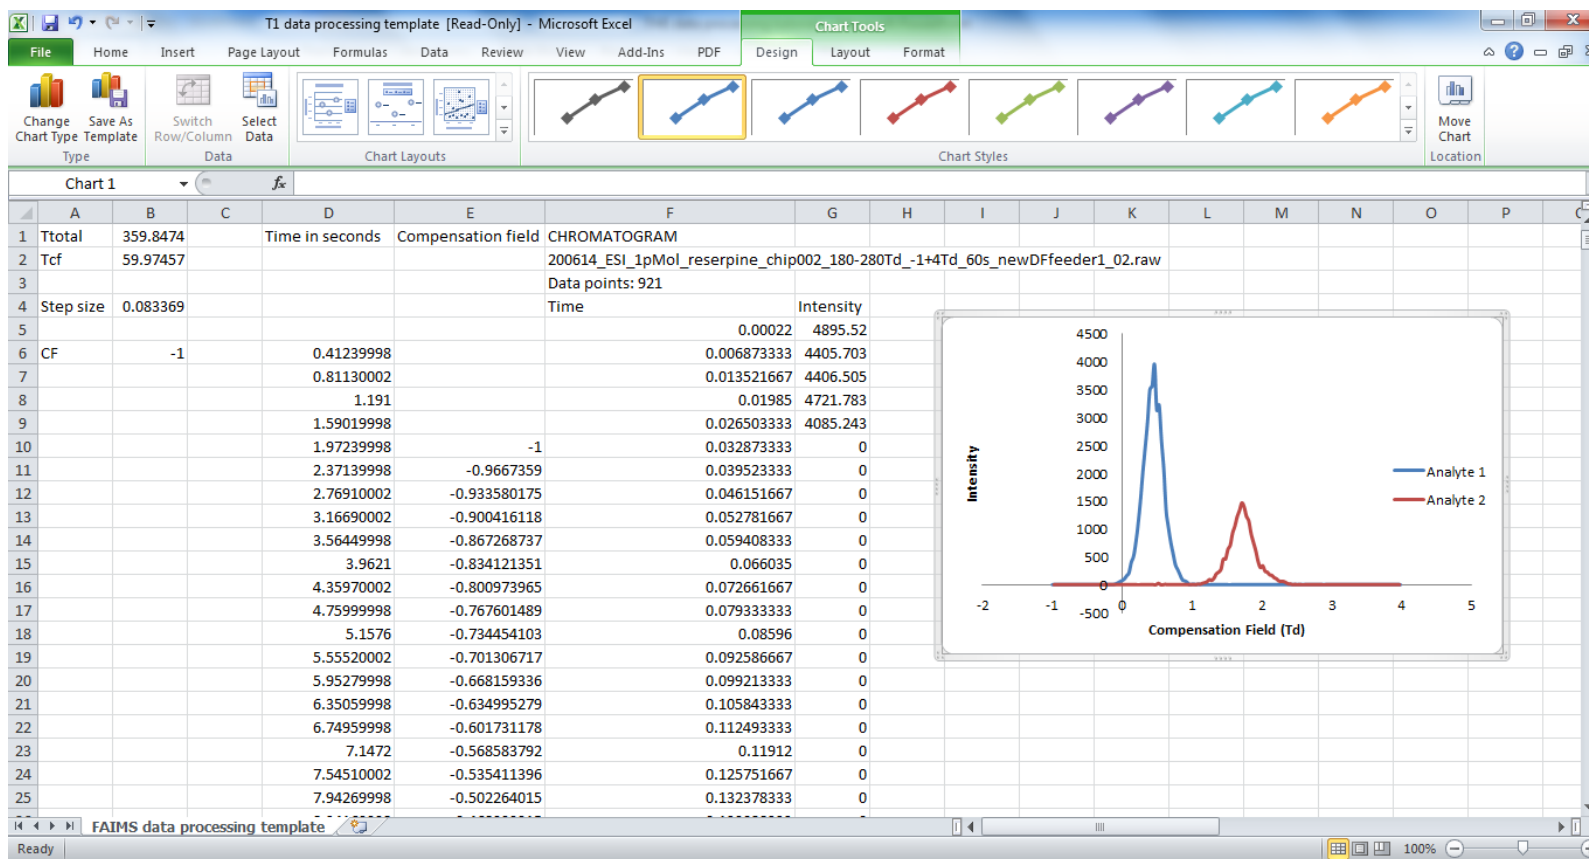 T1 data processing template [Read-Only] - Microsoft Excel
Chart Tools
File Home Insert Page Layout Formulas Data Review View Add-Ins PDF Design Layout Format
Change Chart Type
Save As Template
Switch Row/Column
Select Data
Move Chart
Type Data Chart Layouts Chart Styles Location
Chart 1 fx
A B C D E F G H I J K L M N O P
1 Ttotal 359.8474 Time in seconds Compensation field CHROMATOGRAM
2 Tcf 59.97457 200614_ESI_1pMol_reserpine_chip002_180-280Td_-1+4Td_60s_newDFfeeder1_02.raw
3 Data points: 921
4 Step size 0.083369 Time Intensity
5 0.00022 4895.52
6 CF -1 0.41239998 0.006873333 4405.703
7 0.81130002 0.013521667 4406.505
8 1.191 0.01985 4721.783
9 1.59019998 0.026503333 4085.243
10 1.97239998 -1 0.032873333 0
11 2.37139998 -0.9667359 0.039523333 0
12 2.76910002 -0.933580175 0.046151667 0
13 3.16690002 -0.900416118 0.052781667 0
14 3.56449998 -0.867268737 0.059408333 0
15 3.9621 -0.834121351 0.066035 0
16 4.35970002 -0.800973965 0.072661667 0
17 4.75999998 -0.767601489 0.079333333 0
18 5.1576 -0.734454103 0.08596 0
19 5.55520002 -0.701306717 0.092586667 0
20 5.95279998 -0.668159336 0.099213333 0
21 6.35059998 -0.634995279 0.105843333 0
22 6.74959998 -0.601731178 0.112493333 0
23 7.1472 -0.568583792 0.11912 0
24 7.54510002 -0.535411396 0.125751667 0
25 7.94269998 -0.502264015 0.132378333 0
4500
4000
3500
3000
2500
2000
1500
1000
500
0
-500
Intensity
Analyte 1
Analyte 2
-2 -1 0 1 2 3 4 5
Compensation Field (Td)
FAIMS data processing template
Ready 100%